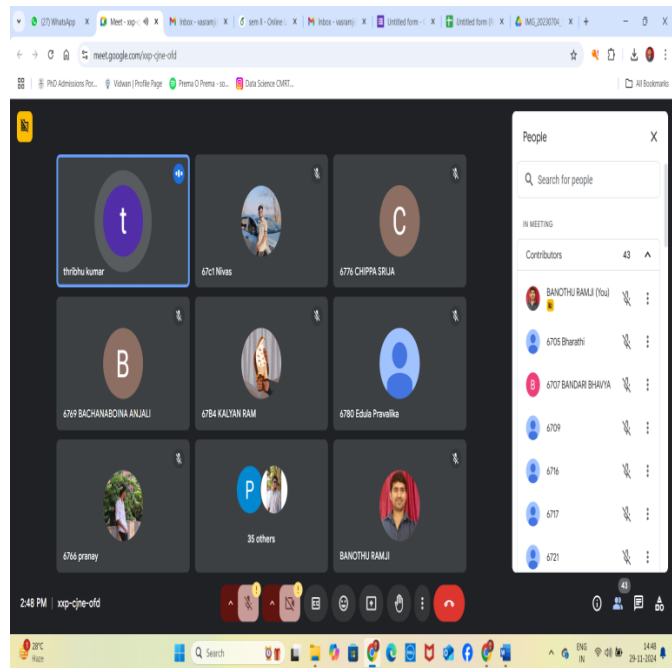 (27) WhatsApp
Meet - xxp-c
Inbox - vasramji
sem II - Online
Inbox - vasramji
Untitled form - G
Untitled form (R
IMG_20230704_
meet.google.com/xxp-cjne-ofd
PhD Admissions Por...
Vidwan | Profile Page
Prema O Prema - so...
Data Science CMRT...
All Bookmarks
t
thribhu kumar
67c1 Nivas
C
6776 CHIPPA SRIJA
B
6769 BACHANABOINA ANJALI
67B4 KALYAN RAM
6780 Edula Pravalika
6766 pranay
P
35 others
BANOTHU RAMJI
People
Search for people
IN MEETING
Contributors 43
BANOTHU RAMJI (You)
6705 Bharathi
B 6707 BANDARI BHAVYA
6709
6716
6717
6721
2:48 PM | xxp-cjne-ofd
43
28°C
Haze
Search
ENG
IN
14:48
29-11-2024